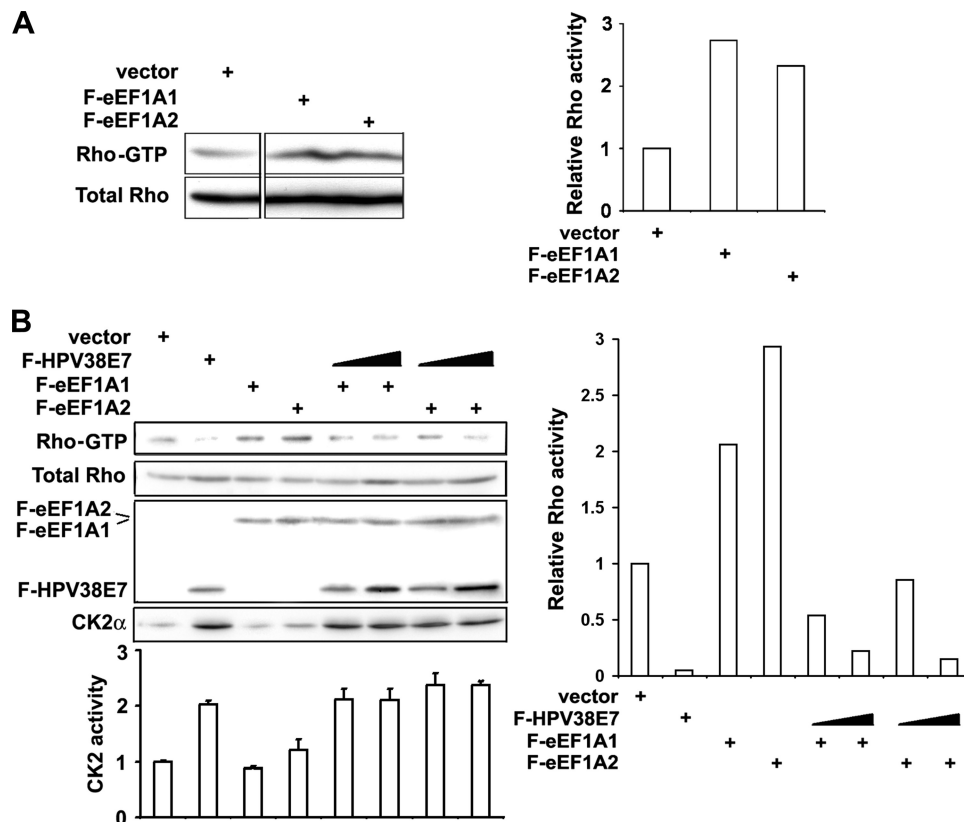 A
vector +
F-eEF1A1 +
F-eEF1A2 +
Rho-GTP
Total Rho
Relative Rho activity
3
2
1
0
vector +
F-eEF1A1 +
F-eEF1A2 +
B
vector +
F-HPV38E7 +
F-eEF1A1 + + +
F-eEF1A2 + + +
Rho-GTP
Total Rho
F-eEF1A2
F-eEF1A1
F-HPV38E7
CK2α
CK2 activity
3
2
1
0
Relative Rho activity
3
2.5
2
1.5
1
0.5
0
vector +
F-HPV38E7 +
F-eEF1A1 + + +
F-eEF1A2 + + +